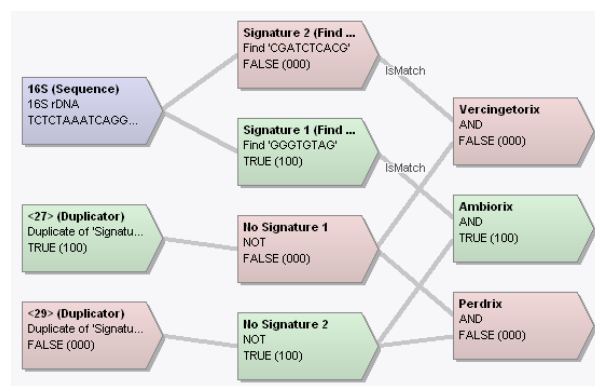 16S (Sequence)
16S rDNA
TCTCTAAATCAGG...
<27> (Duplicator)
Duplicate of 'Signatu...
TRUE (100)
<29> (Duplicator)
Duplicate of 'Signatu...
FALSE (000)
Signature 2 (Find ...
Find 'CGATCTCACG'
FALSE (000)
Signature 1 (Find ...
Find 'GGGTGTAG'
TRUE (100)
No Signature 1
NOT
FALSE (000)
No Signature 2
NOT
TRUE (100)
IsMatch
IsMatch
Vercingetorix
AND
FALSE (000)
Ambiorix
AND
TRUE (100)
Perdrix
AND
FALSE (000)